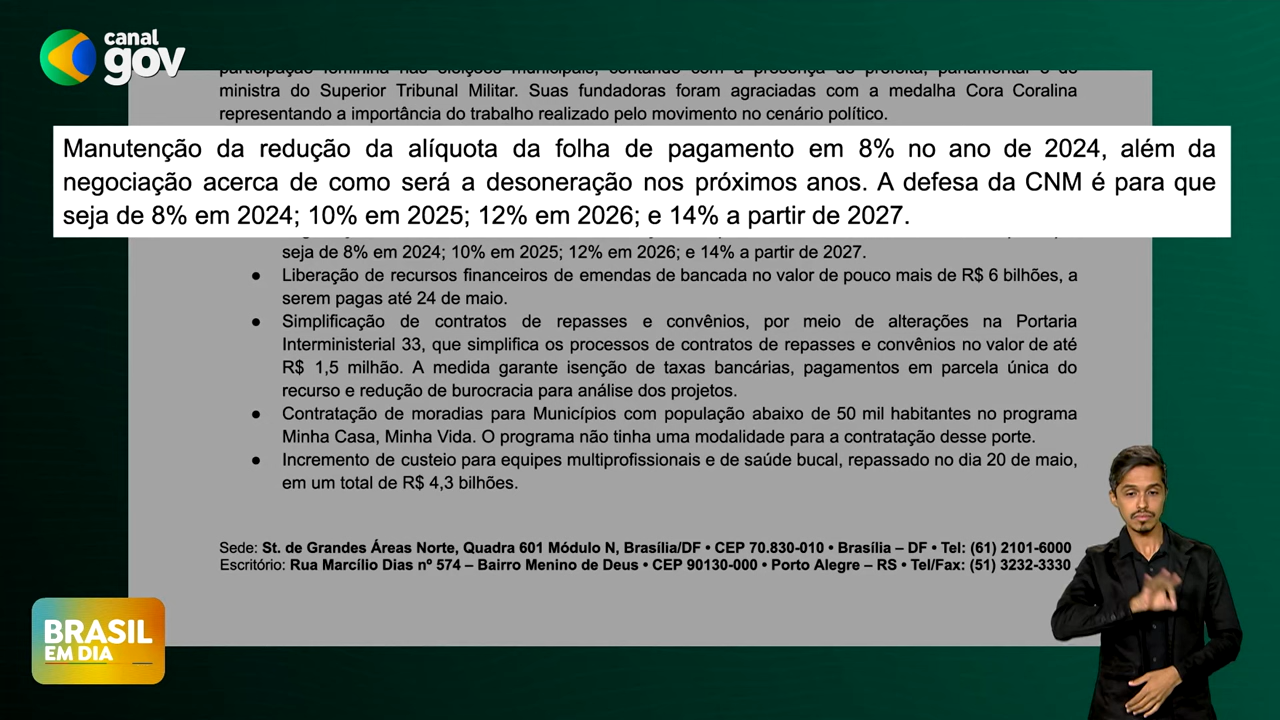 canal
gov
participação feminina nas eleições municipais, contando com a presença de prefeita, parlamentar e de
ministra do Superior Tribunal Militar. Suas fundadoras foram agraciadas com a medalha Cora Coralina
representando a importância do trabalho realizado pelo movimento no cenário político.
Manutenção da redução da alíquota da folha de pagamento em 8% no ano de 2024, além da
negociação acerca de como será a desoneração nos próximos anos. A defesa da CNM é para que
seja de 8% em 2024; 10% em 2025; 12% em 2026; e 14% a partir de 2027.
seja de 8% em 2024; 10% em 2025; 12% em 2026; e 14% a partir de 2027.
● Liberação de recursos financeiros de emendas de bancada no valor de pouco mais de R$ 6 bilhões, a
serem pagas até 24 de maio.
● Simplificação de contratos de repasses e convênios, por meio de alterações na Portaria
Interministerial 33, que simplifica os processos de contratos de repasses e convênios no valor de até
R$ 1,5 milhão. A medida garante isenção de taxas bancárias, pagamentos em parcela única do
recurso e redução de burocracia para análise dos projetos.
● Contratação de moradias para Municípios com população abaixo de 50 mil habitantes no programa
Minha Casa, Minha Vida. O programa não tinha uma modalidade para a contratação desse porte.
● Incremento de custeio para equipes multiprofissionais e de saúde bucal, repassado no dia 20 de maio,
em um total de R$ 4,3 bilhões.
Sede: St. de Grandes Áreas Norte, Quadra 601 Módulo N, Brasília/DF • CEP 70.830-010 • Brasília – DF • Tel: (61) 2101-6000
Escritório: Rua Marcílio Dias nº 574 – Bairro Menino de Deus • CEP 90130-000 • Porto Alegre – RS • Tel/Fax: (51) 3232-3330
BRASIL
EM DIA